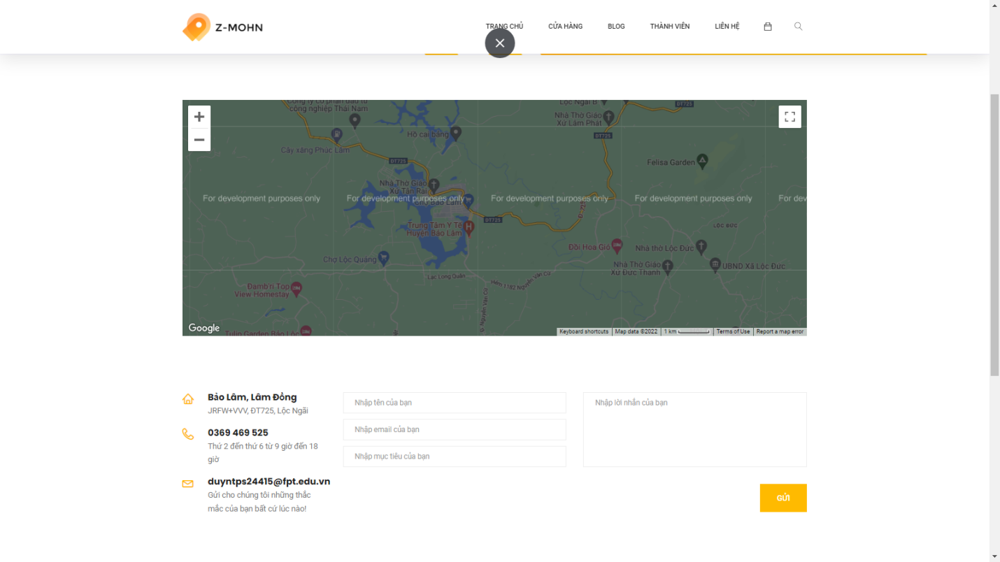 Z-MOHN
TRANG CHỦ
CỬA HÀNG
BLOG
THÀNH VIÊN
LIÊN HỆ
công nghiệp Thái Nam
Lộc Ngãi B
ĐT725
Nhà Thờ Giáo
Xứ Lâm Phát
Hồ cai bảng
ĐT725
Cây xăng Phúc Lâm
ĐT725
Felisa Garden
Nhà Thờ Giáo
Xứ Tân Rai
For development purposes only
For development purposes only
For development purposes only
For development purposes only
For dev
Chợ Bảo Lâm
ĐT725
Trung Tâm Y Tế
Huyện Bảo Lâm
LỘC ĐỨC
Đồi Hoa Gió
Nhà thờ Lộc Đức
Chợ Lộc Quảng
Nhà Thờ Giáo
Xứ Đức Thanh
UBND Xã Lộc Đức
Lạc Long Quân
Hẻm 1182 Nguyễn Văn Cừ
Đ. Nguyễn Văn Cừ
Damb'ri Top
View Homestay
Tulip Garden Bảo Lộc
Google
Keyboard shortcuts
Map data ©2022
1 km
Terms of Use
Report a map error
Bảo Lâm, Lâm Đồng
JRFW+VVV, ĐT725, Lộc Ngãi
0369 469 525
Thứ 2 đến thứ 6 từ 9 giờ đến 18
giờ
duyntps24415@fpt.edu.vn
Gửi cho chúng tôi những thắc
mắc của bạn bất cứ lúc nào!
Nhập tên của bạn
Nhập email của bạn
Nhập mục tiêu của bạn
Nhập lời nhắn của bạn
GỬI